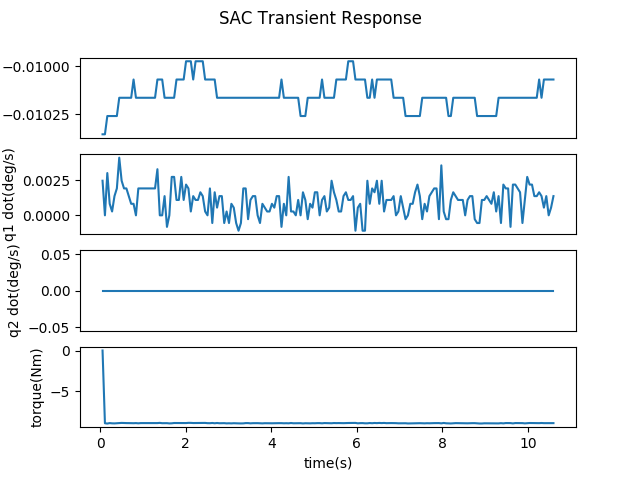 SAC Transient Response
−0.01000
−0.01025
0.0025
0.0000
q1 dot(deg/s)
0.05
0.00
−0.05
q2 dot(deg/s)
0
−5
torque(Nm)
0 2 4 6 8 10
time(s)